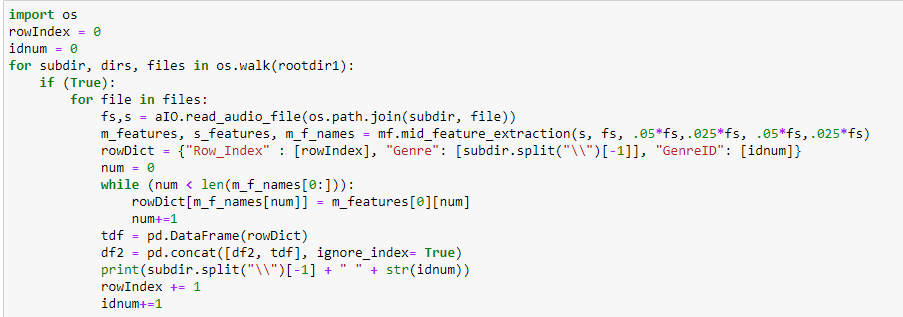 import os
rowIndex = 0
idnum = 0
for subdir, dirs, files in os.walk(rootdir1):
    if (True):
        for file in files:
            fs,s = aIO.read_audio_file(os.path.join(subdir, file))
            m_features, s_features, m_f_names = mf.mid_feature_extraction(s, fs, .05*fs,.025*fs, .05*fs,.025*fs)
            rowDict = {"Row_Index" : [rowIndex], "Genre": [subdir.split("\\")[-1]], "GenreID": [idnum]}
            num = 0
            while (num < len(m_f_names[0:])):
                rowDict[m_f_names[num]] = m_features[0][num]
                num+=1
            tdf = pd.DataFrame(rowDict)
            df2 = pd.concat([df2, tdf], ignore_index= True)
            print(subdir.split("\\")[-1] + " " + str(idnum))
            rowIndex += 1
            idnum+=1